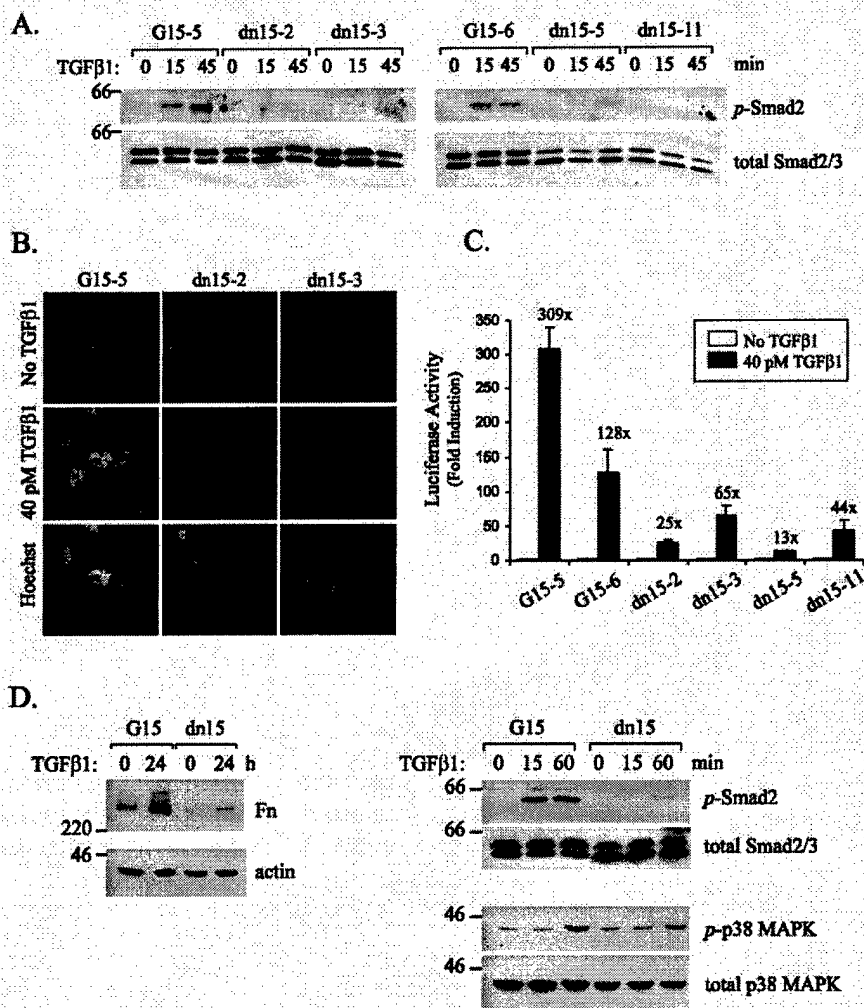 A.
G15-5 dn15-2 dn15-3 G15-6 dn15-5 dn15-11
TGFβ1: 0 15 45 0 15 45 0 15 45 0 15 45 0 15 45 0 15 45 min
66
p-Smad2
66
total Smad2/3
B.
G15-5 dn15-2 dn15-3
No TGFβ1
40 pM TGFβ1
Hoechst
C.
Luciferase Activity
(Fold Induction)
350
300
250
200
150
100
50
0
309x
128x
25x
65x
13x
44x
No TGFβ1
40 pM TGFβ1
G15-5 G15-6 dn15-2 dn15-3 dn15-5 dn15-11
D.
G15 dn15
TGFβ1: 0 24 0 24 h
Fn
220
46
actin
G15 dn15
TGFβ1: 0 15 60 0 15 60 min
66
p-Smad2
66
total Smad2/3
46
p-p38 MAPK
46
total p38 MAPK